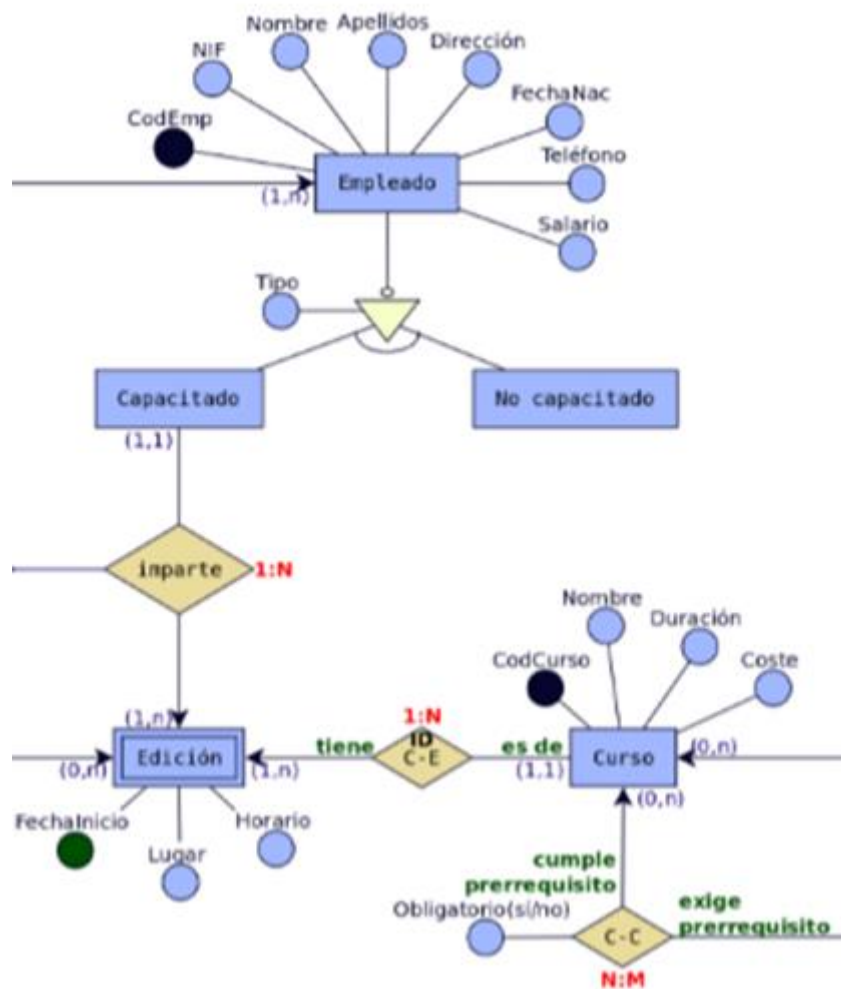 Nombre
Apellidos
NIF
Dirección
CodEmp
FechaNac
Teléfono
Empleado
(1,n)
Salario
Tipo
Capacitado
No capacitado
(1,1)
imparte
1:N
Nombre
Duración
CodCurso
Coste
1:N
(1,n)
ID
tiene
C-E
es de
Edición
Curso
(0,n)
(0,n)
(1,n)
(1,1)
(0,n)
FechaInicio
Horario
Lugar
cumple
prerrequisito
Obligatorio(sí/no)
exige
prerrequisito
C-C
N:M